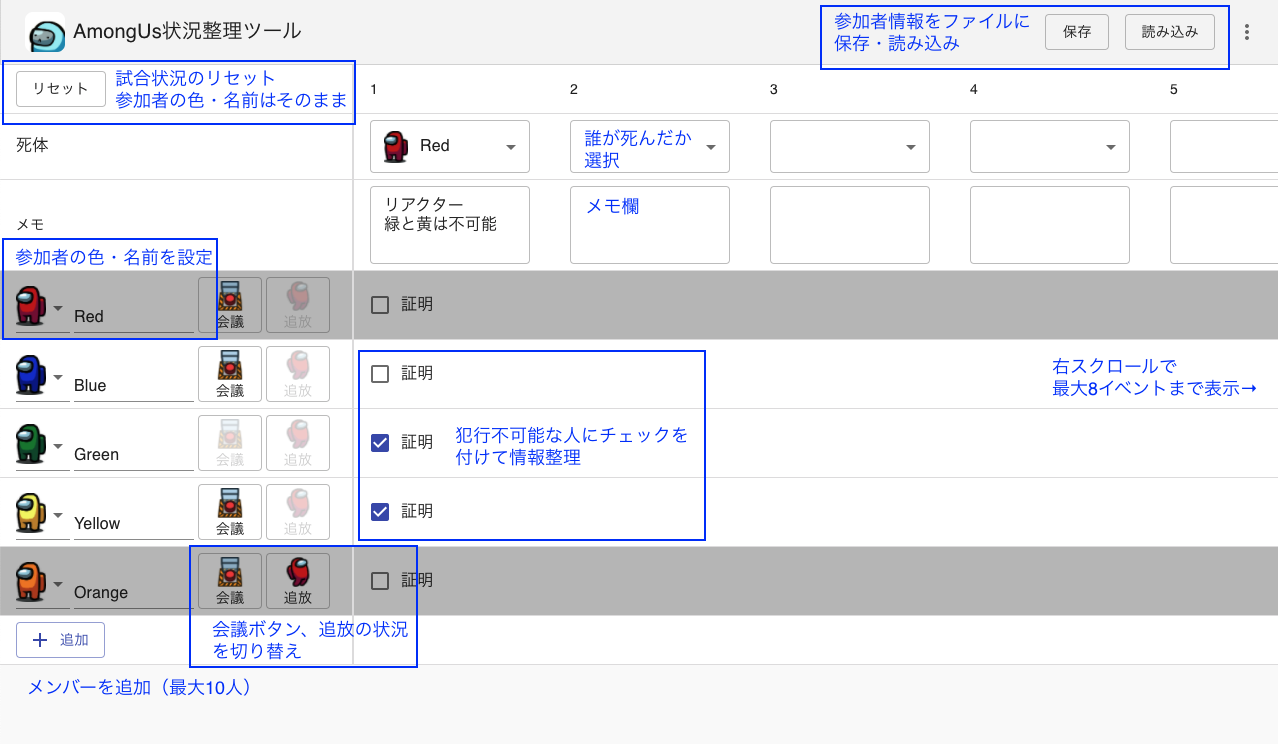 AmongUs状況整理ツール
参加者情報をファイルに
保存・読み込み
保存
読み込み
リセット
試合状況のリセット
参加者の色・名前はそのまま
1
2
3
4
5
死体
Red
誰が死んだか
選択
メモ
リアクター
緑と黄は不可能
メモ欄
参加者の色・名前を設定
Red
会議
追放
証明
Blue
会議
追放
証明
右スクロールで
最大8イベントまで表示→
Green
会議
追放
証明
犯行不可能な人にチェックを
付けて情報整理
Yellow
会議
追放
証明
Orange
会議
追放
証明
+ 追加
会議ボタン、追放の状況
を切り替え
メンバーを追加（最大10人）